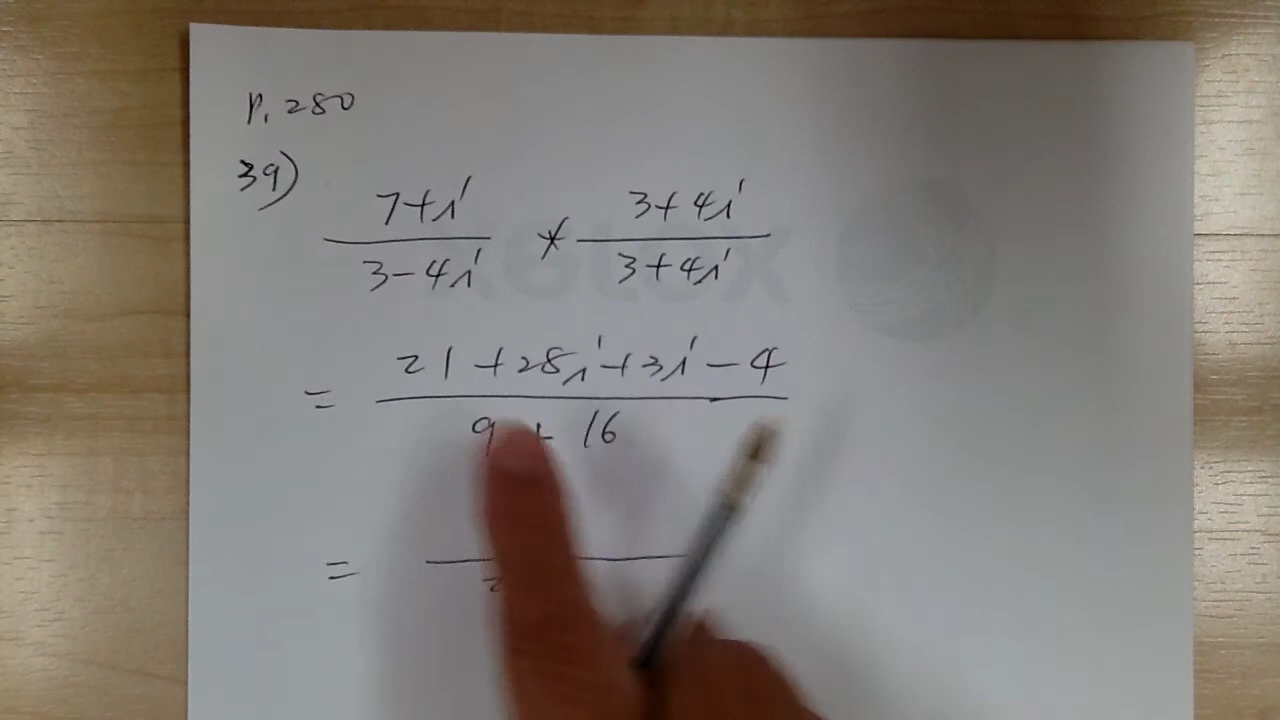 p. 280
39)
7+i / 3-4i * 3+4i / 3+4i
= 21+28i+3i-4 / 9 + 16
=